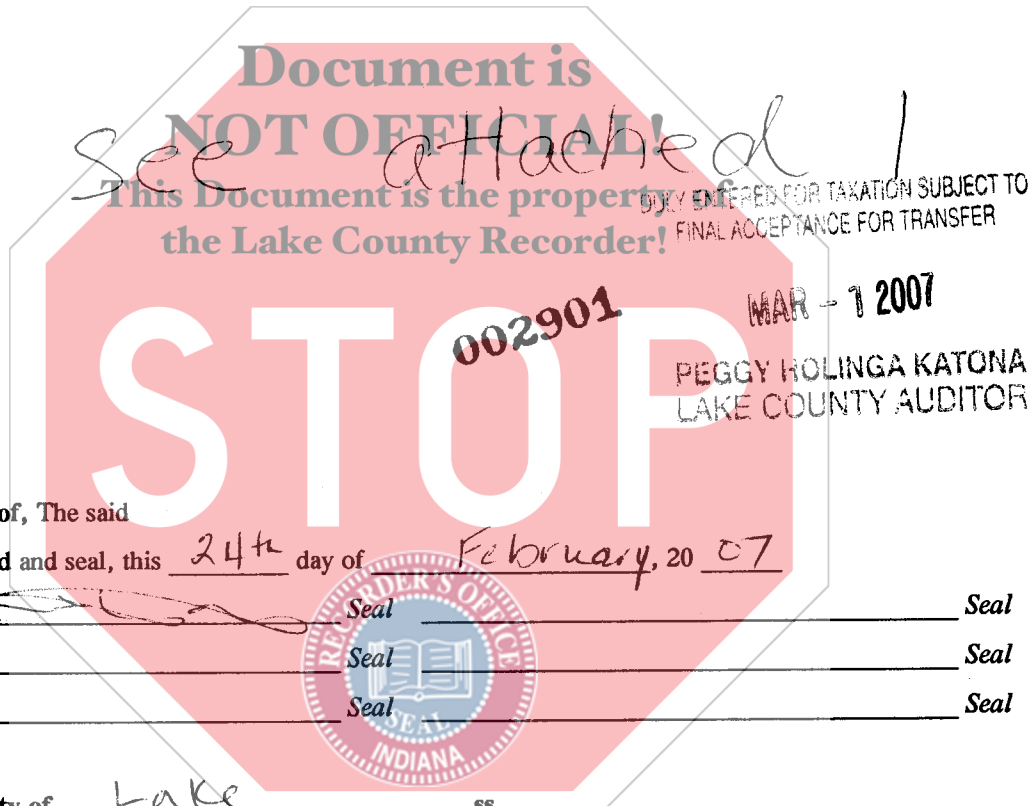 Document is
NOT OFFICIAL!
See attached
This Document is the property of
the Lake County Recorder!
DULY ENTERED FOR TAXATION SUBJECT TO
FINAL ACCEPTANCE FOR TRANSFER
002901
MAR - 1 2007
PEGGY HOLINGA KATONA
LAKE COUNTY AUDITOR
STOP
of, The said
d and seal, this 24th day of February, 20 07
Seal Seal
Seal Seal
Seal Seal
RECORDER'S OFFICE
SEAL
INDIANA
ty of Lake ss